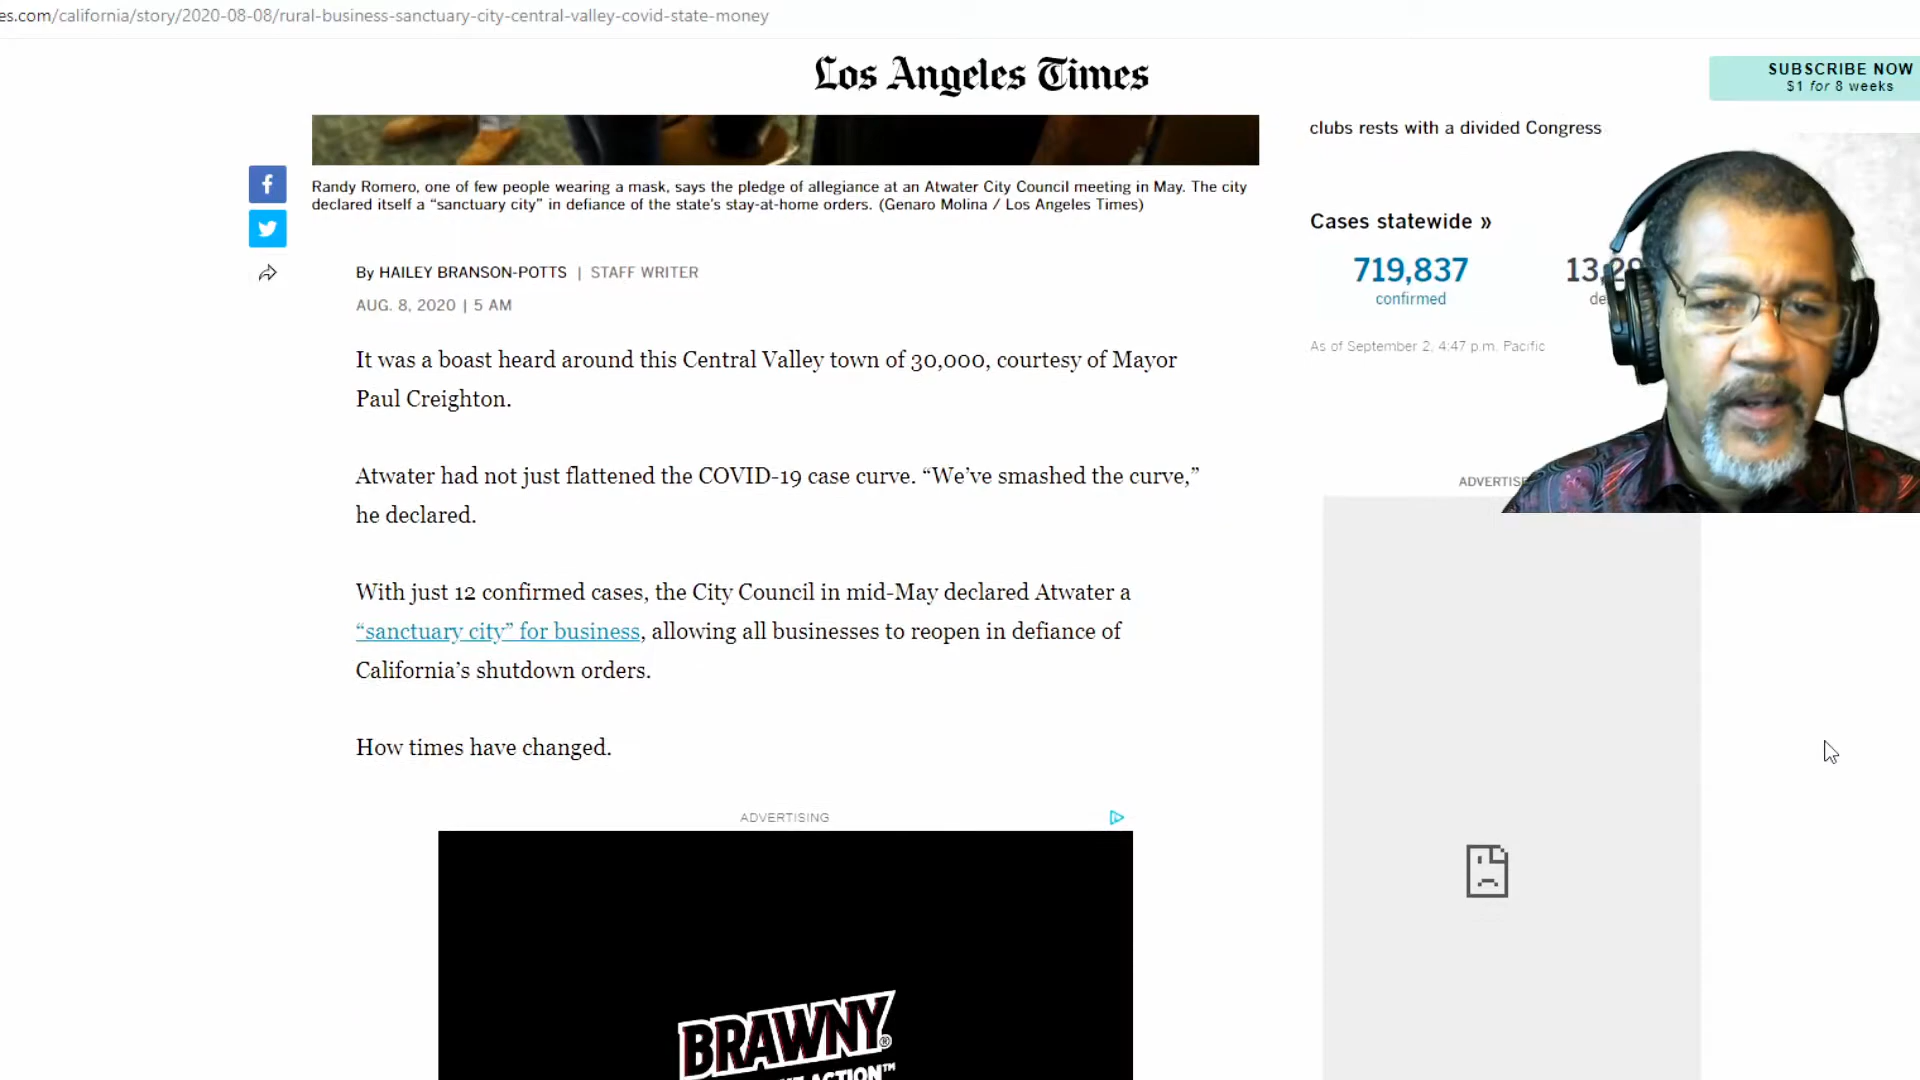 es.com/california/story/2020-08-08/rural-business-sanctuary-city-central-valley-covid-state-money
Los Angeles Times
SUBSCRIBE NOW
$1 for 8 weeks
clubs rests with a divided Congress
Randy Romero, one of few people wearing a mask, says the pledge of allegiance at an Atwater City Council meeting in May. The city
declared itself a “sanctuary city” in defiance of the state’s stay-at-home orders. (Genaro Molina / Los Angeles Times)
Cases statewide »
719,837
confirmed
As of September 2, 4:47 p.m. Pacific
By HAILEY BRANSON-POTTS | STAFF WRITER
AUG. 8, 2020 | 5 AM
It was a boast heard around this Central Valley town of 30,000, courtesy of Mayor
Paul Creighton.
Atwater had not just flattened the COVID-19 case curve. “We’ve smashed the curve,”
he declared.
With just 12 confirmed cases, the City Council in mid-May declared Atwater a
“sanctuary city” for business, allowing all businesses to reopen in defiance of
California’s shutdown orders.
How times have changed.
ADVERTISING
BRAWNY®